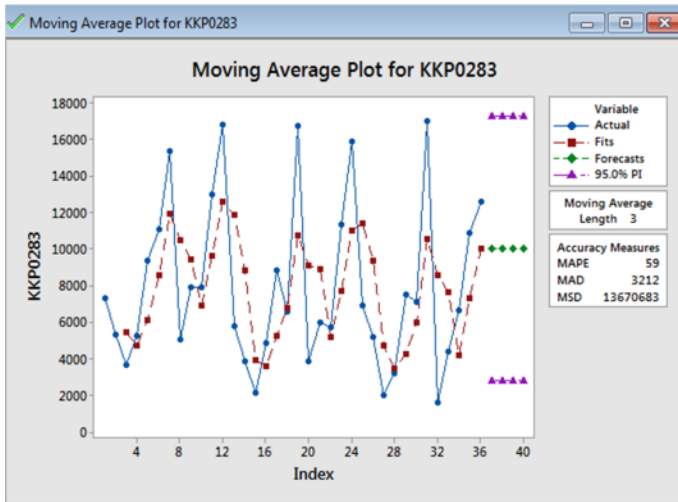 Moving Average Plot for KKP0283
Moving Average Plot for KKP0283
KKP0283
18000
16000
14000
12000
10000
8000
6000
4000
2000
0
4 8 12 16 20 24 28 32 36 40
Index
Variable
Actual
Fits
Forecasts
95.0% PI
Moving Average
Length 3
Accuracy Measures
MAPE 59
MAD 3212
MSD 13670683